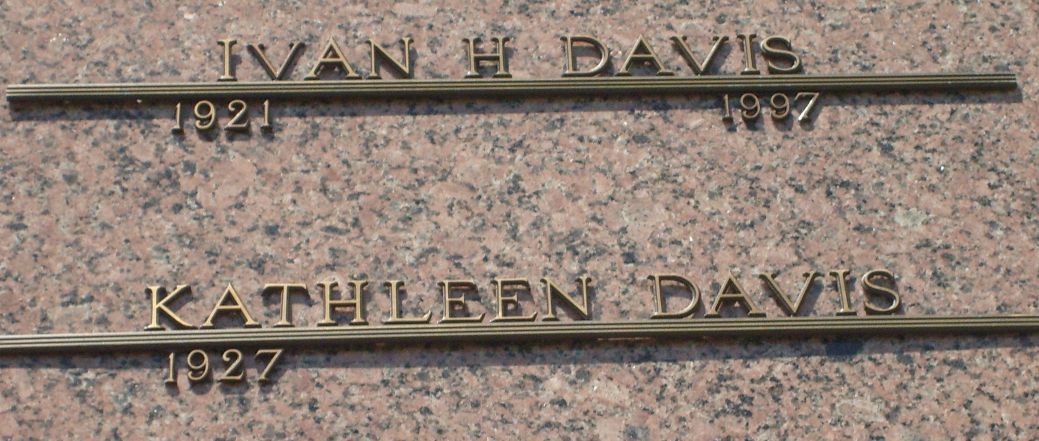 IVAN H DAVIS
1921 1997
KATHLEEN DAVIS
1927